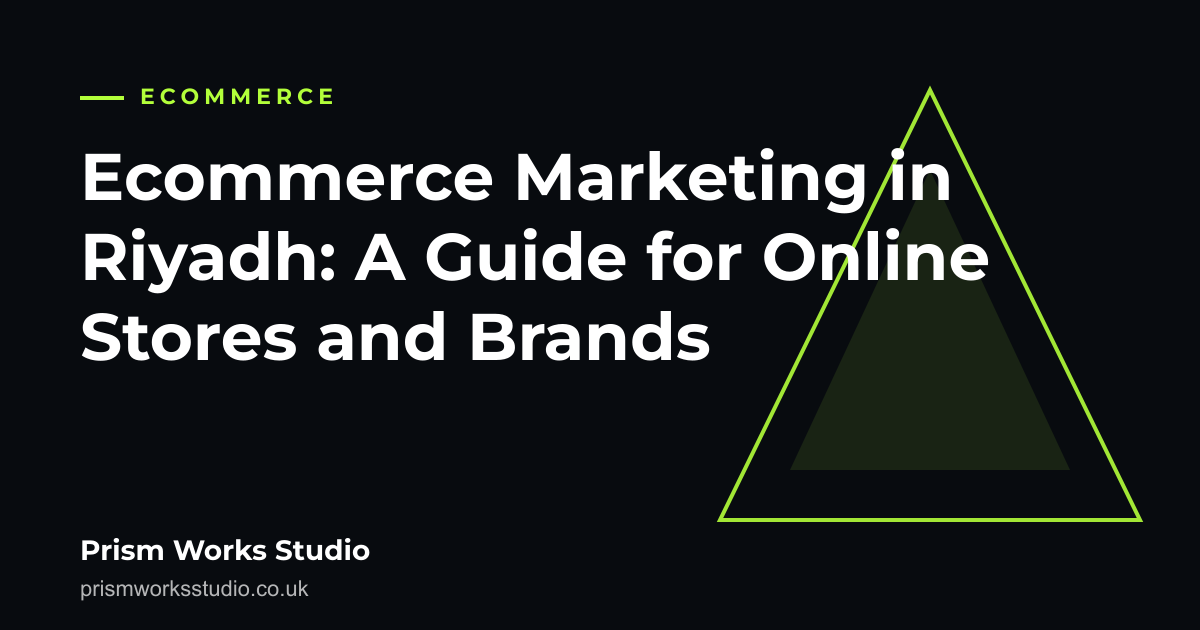 ECOMMERCE
Ecommerce Marketing in
Riyadh: A Guide for Online
Stores and Brands
Prism Works Studio
prismworksstudio.co.uk